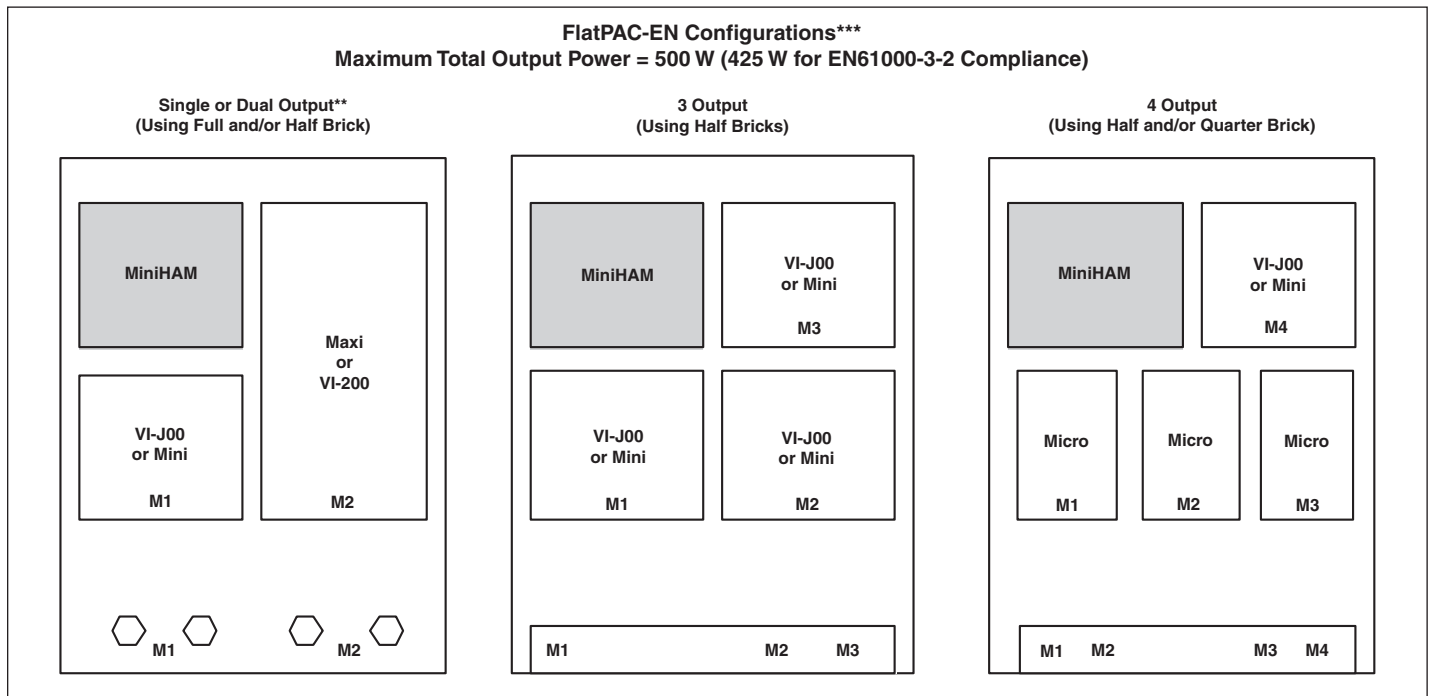 FlatPAC-EN Configurations***
Maximum Total Output Power = 500 W (425 W for EN61000-3-2 Compliance)
Single or Dual Output**
(Using Full and/or Half Brick)
MiniHAM
Maxi
or
VI-200
VI-J00
or Mini
M1
M2
M1
M2
3 Output
(Using Half Bricks)
MiniHAM
VI-J00
or Mini
M3
VI-J00
or Mini
M1
VI-J00
or Mini
M2
M1 M2 M3
4 Output
(Using Half and/or Quarter Brick)
MiniHAM
VI-J00
or Mini
M4
Micro
M1
Micro
M2
Micro
M3
M1 M2 M3 M4